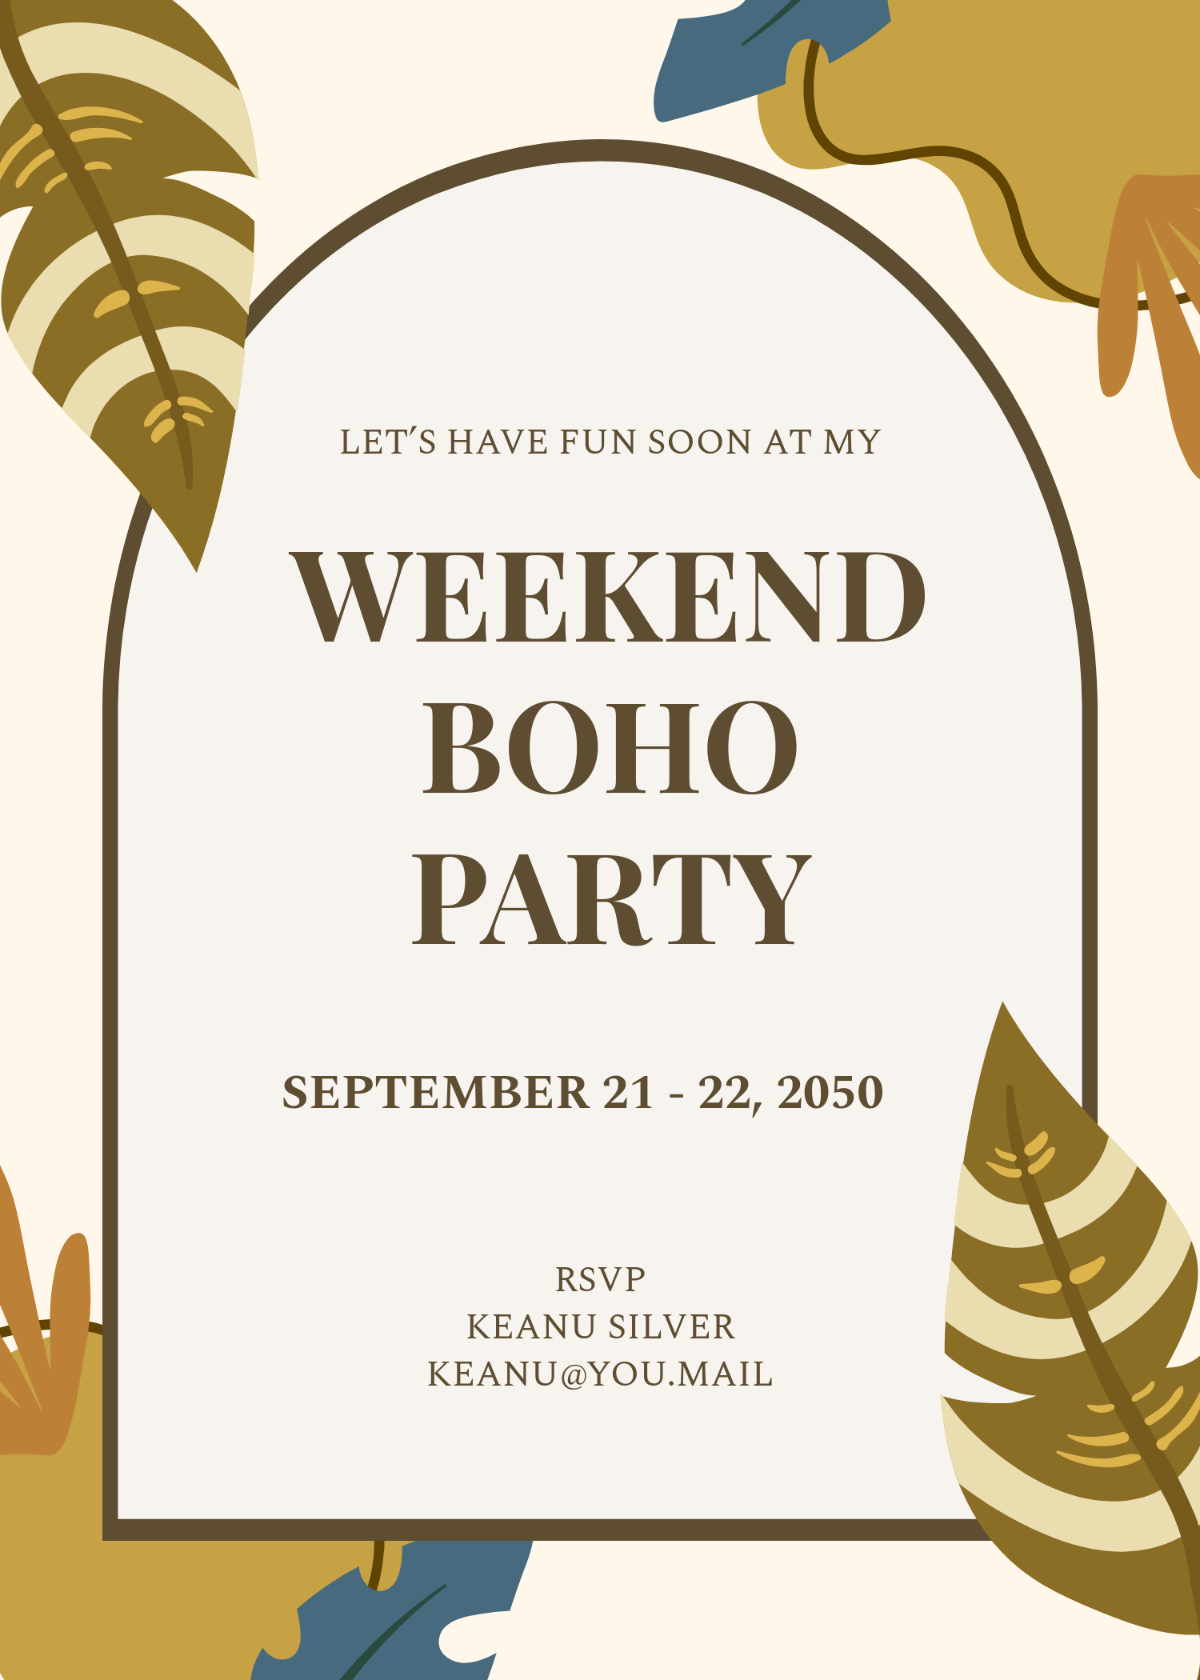 LET'S HAVE FUN SOON AT MY
WEEKEND
BOHO
PARTY
SEPTEMBER 21 - 22, 2050
RSVP
KEANU SILVER
KEANU@YOU.MAIL